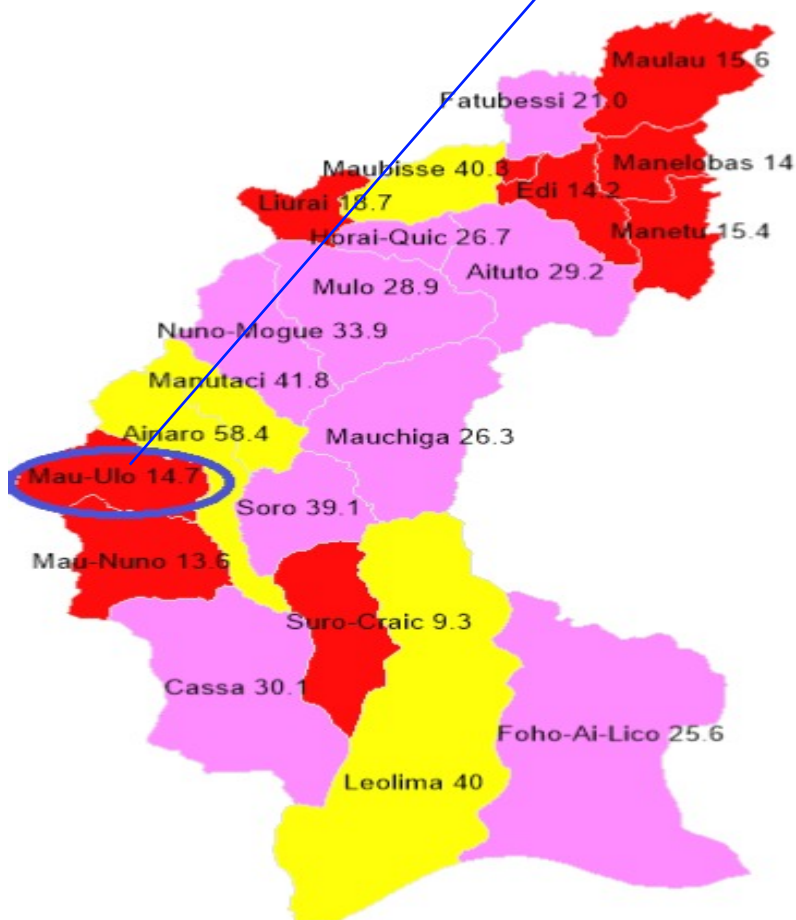 Maulau 15.6
Fatubessi 21.0
Maubisse 40.3
Manelobas 14
Edi 14.2
Liurai 18.7
Manetu 15.4
Horai-Quic 26.7
Aituto 29.2
Mulo 28.9
Nuno-Mogue 33.9
Manutaci 41.8
Ainaro 58.4
Mauchiga 26.3
Mau-Ulo 14.7
Soro 39.1
Mau-Nuno 13.6
Suro-Craic 9.3
Cassa 30.1
Foho-Ai-Lico 25.6
Leolima 40